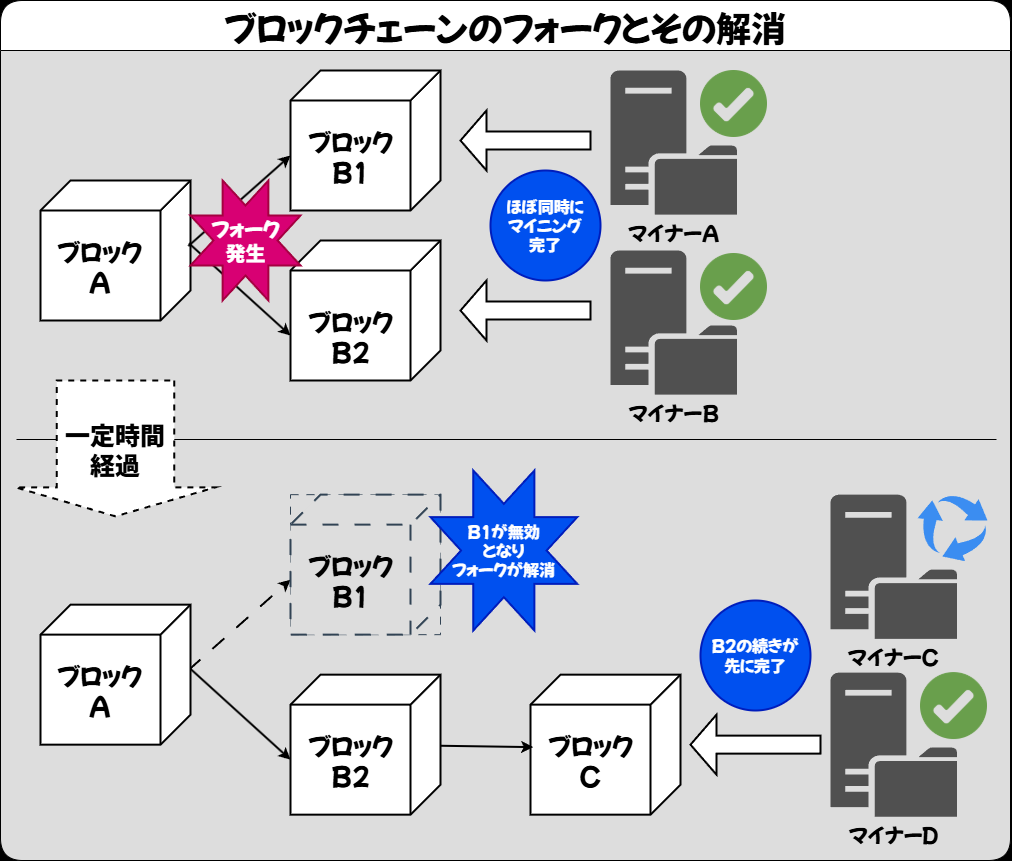 ブロックチェーンのフォークとその解消
ブロック
A
フォーク
発生
ブロック
B1
ブロック
B2
ほぼ同時に
マイニング
完了
マイナーA
マイナーB
一定時間
経過
ブロック
A
ブロック
B1
B1が無効
となり
フォークが解消
ブロック
B2
ブロック
C
B2の続きが
先に完了
マイナーC
マイナーD